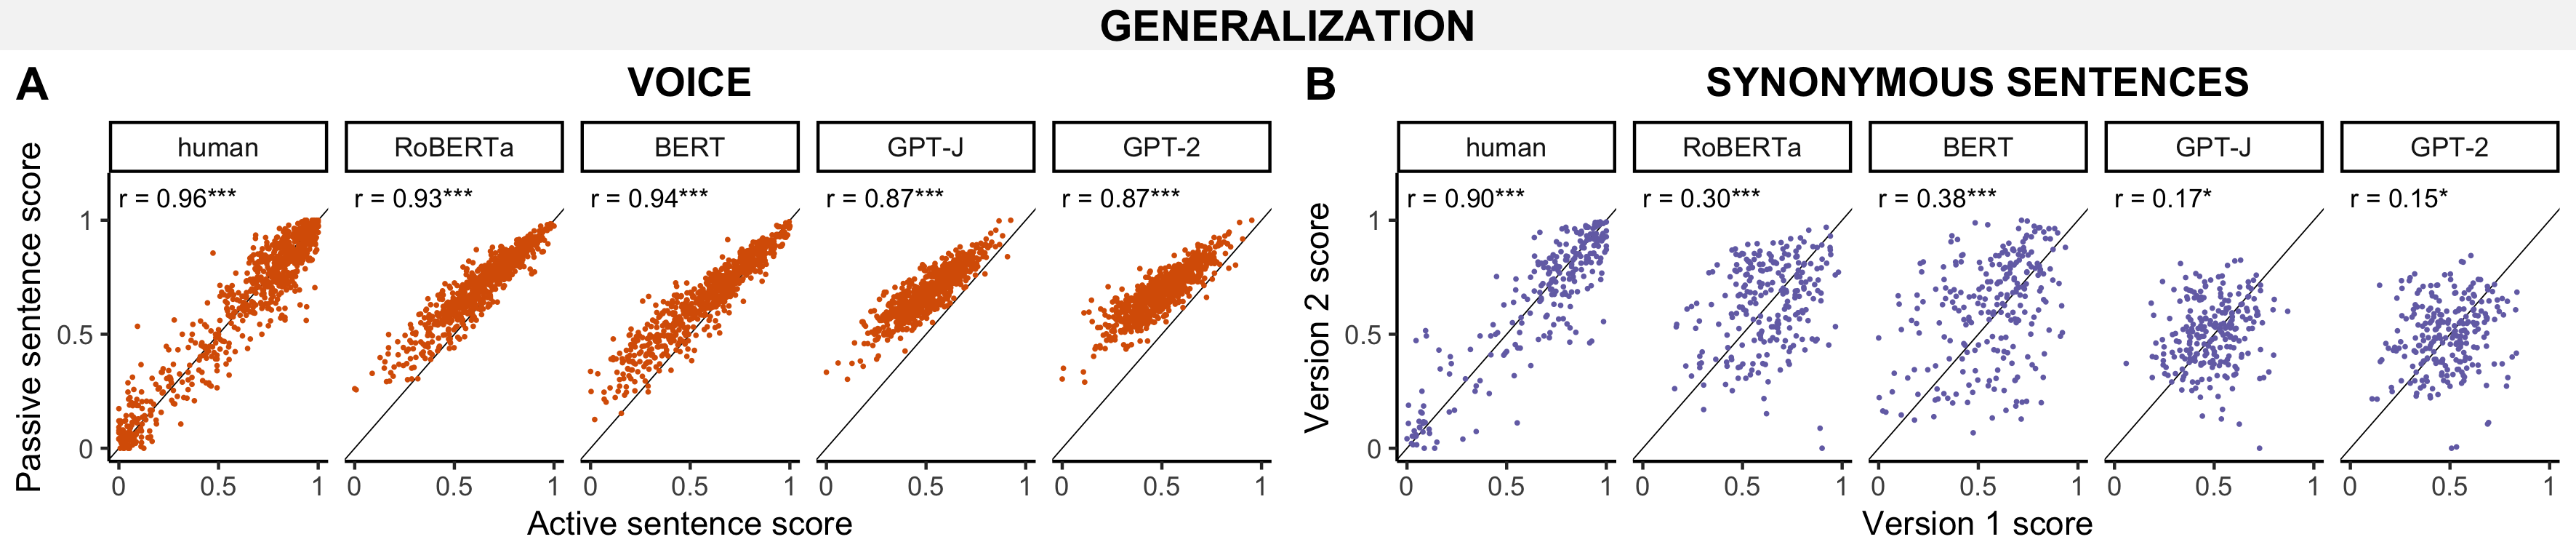 GENERALIZATION
A
VOICE
human
RoBERTa
BERT
GPT-J
GPT-2
r = 0.96***
r = 0.93***
r = 0.94***
r = 0.87***
r = 0.87***
Passive sentence score
1
0.5
0
0 0.5 1
0 0.5 1
0 0.5 1
0 0.5 1
0 0.5 1
Active sentence score
B
SYNONYMOUS SENTENCES
human
RoBERTa
BERT
GPT-J
GPT-2
r = 0.90***
r = 0.30***
r = 0.38***
r = 0.17*
r = 0.15*
Version 2 score
1
0.5
0
0 0.5 1
0 0.5 1
0 0.5 1
0 0.5 1
0 0.5 1
Version 1 score